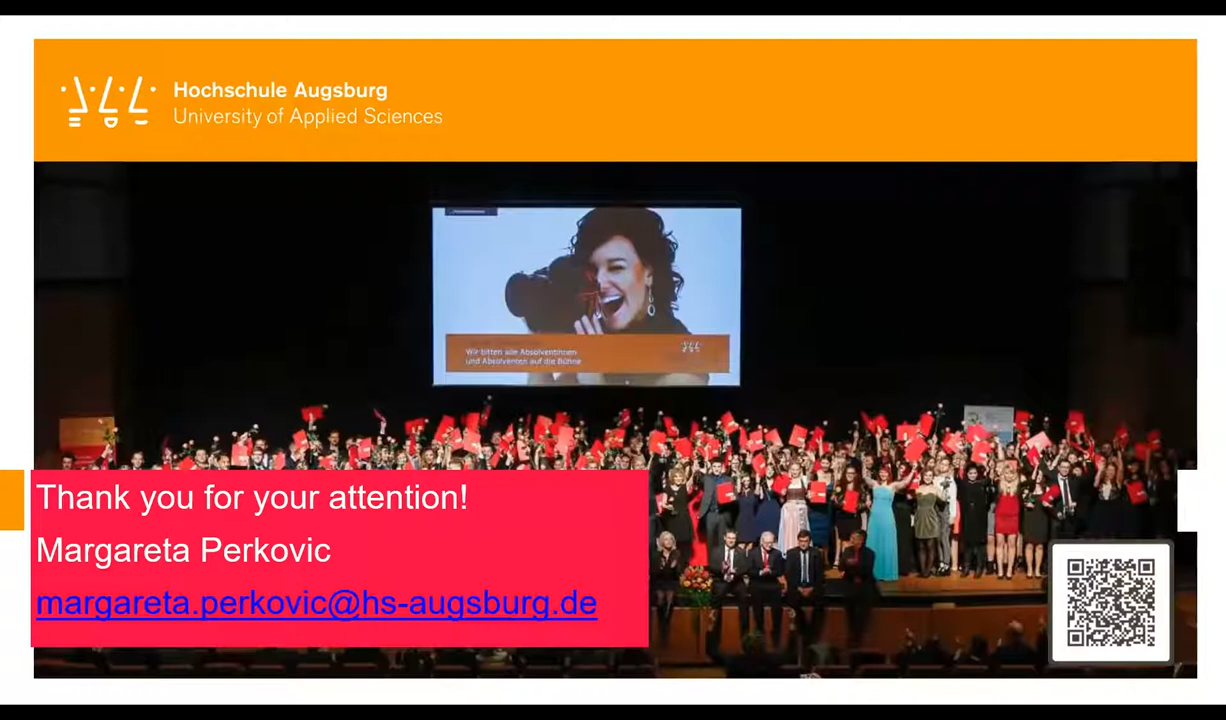 Hochschule Augsburg
University of Applied Sciences
Wir bitten alle Absolventinnen
und Absolventen auf die Bühne
Thank you for your attention!
Margareta Perkovic
margareta.perkovic@hs-augsburg.de